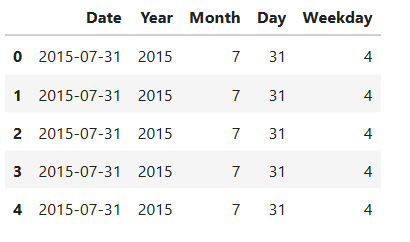 Date Year Month Day Weekday
0 2015-07-31 2015 7 31 4
1 2015-07-31 2015 7 31 4
2 2015-07-31 2015 7 31 4
3 2015-07-31 2015 7 31 4
4 2015-07-31 2015 7 31 4